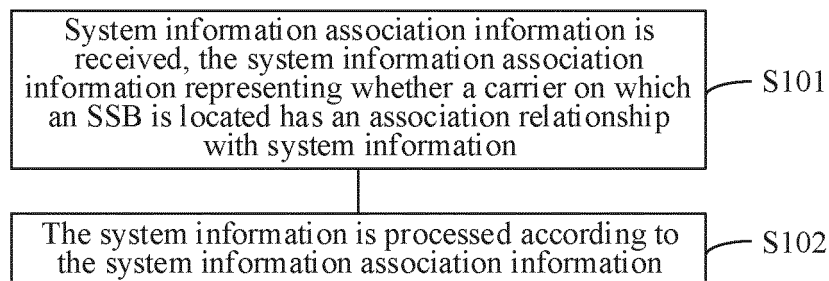 System information association information is
received, the system information association
information representing whether a carrier on which
an SSB is located has an association relationship
with system information
S101
The system information is processed according to
the system information association information
S102